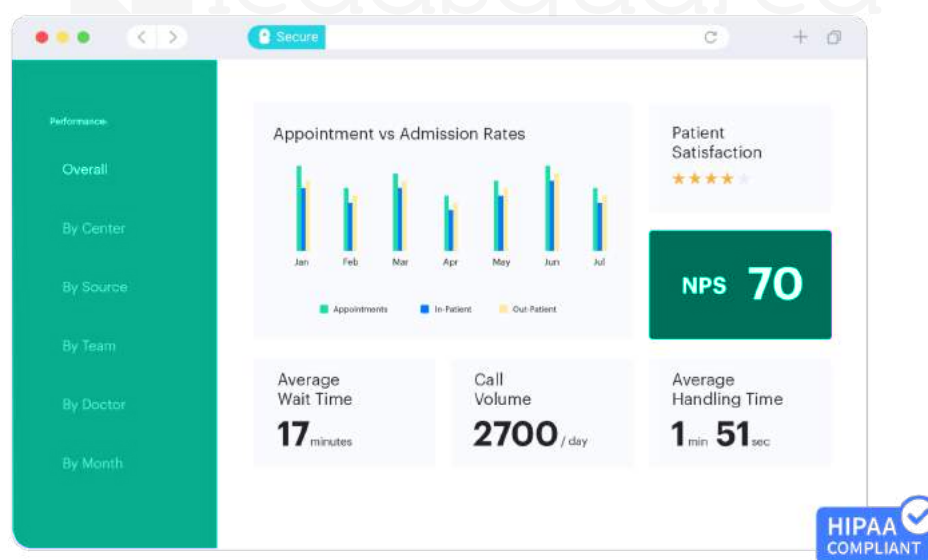 leadsquared
Secure
Performance-
Overall
By Center
By Source
By Team
By Doctor
By Month
Appointment vs Admission Rates
Jan Feb Mar Apr May Jun Jul
Appointments In-Patient Out-Patient
Patient
Satisfaction
NPS 70
Average
Wait Time
17 minutes
Call
Volume
2700 / day
Average
Handling Time
1 min 51 sec
HIPAA
COMPLIANT